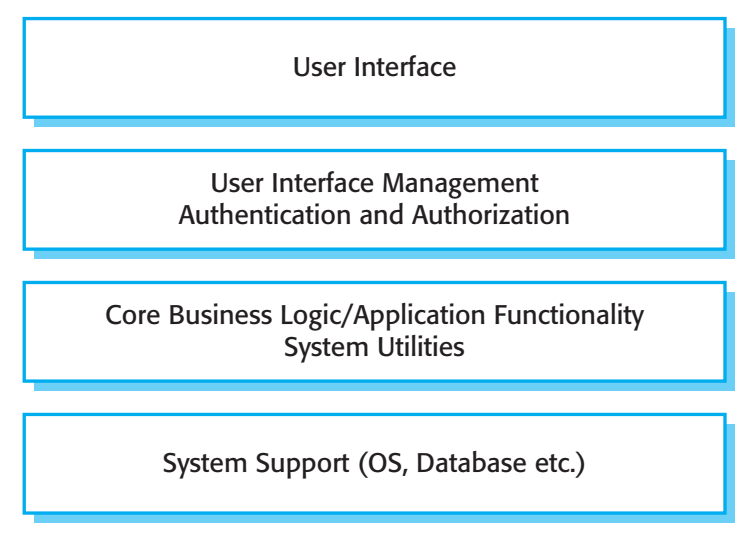 User Interface
User Interface Management
Authentication and Authorization
Core Business Logic/Application Functionality
System Utilities
System Support (OS, Database etc.)